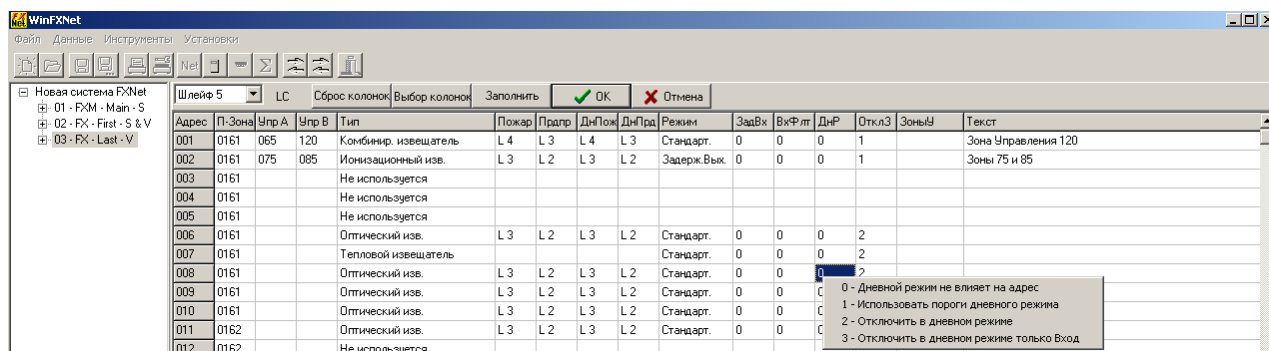 WinFXNet
Файл Данные Инструменты Установки
Net
Новая система FXNet
01 - FXM - Main - S
02 - FX - First - S & V
03 - FX - Last - V
Шлейф 5 LC Сброс колонок Выбор колонок Заполнить OK Отмена
Адрес П-Зона Упр А Упр В Тип Пожар Прдпр ДнПож ДнПрд Режим ЗадВх ВхФлт ДнР ОтклЗ ЗоныУ Текст
001 0161 065 120 Комбинир. извещатель L 4 L 3 L 4 L 3 Стандарт. 0 0 0 1 Зона Управления 120
002 0161 075 085 Ионизационный изв. L 3 L 2 L 3 L 2 Задерж.Вых. 0 0 0 1 Зоны 75 и 85
003 0161 Не используется
004 0161 Не используется
005 0161 Не используется
006 0161 Оптический изв. L 3 L 2 L 3 L 2 Стандарт. 0 0 0 2
007 0161 Тепловой извещатель Стандарт. 0 0 0 2
008 0161 Оптический изв. L 3 L 2 L 3 L 2 Стандарт. 0 0 0 2
009 0161 Оптический изв. L 3 L 2 L 3 L 2 Стандарт. 0 0
010 0161 Оптический изв. L 3 L 2 L 3 L 2 Стандарт. 0 0
011 0162 Оптический изв. L 3 L 2 L 3 L 2 Стандарт. 0 0
012 0162 Не используется
0 - Дневной режим не влияет на адрес
1 - Использовать пороги дневного режима
2 - Отключить в дневном режиме
3 - Отключить в дневном режиме только Вход